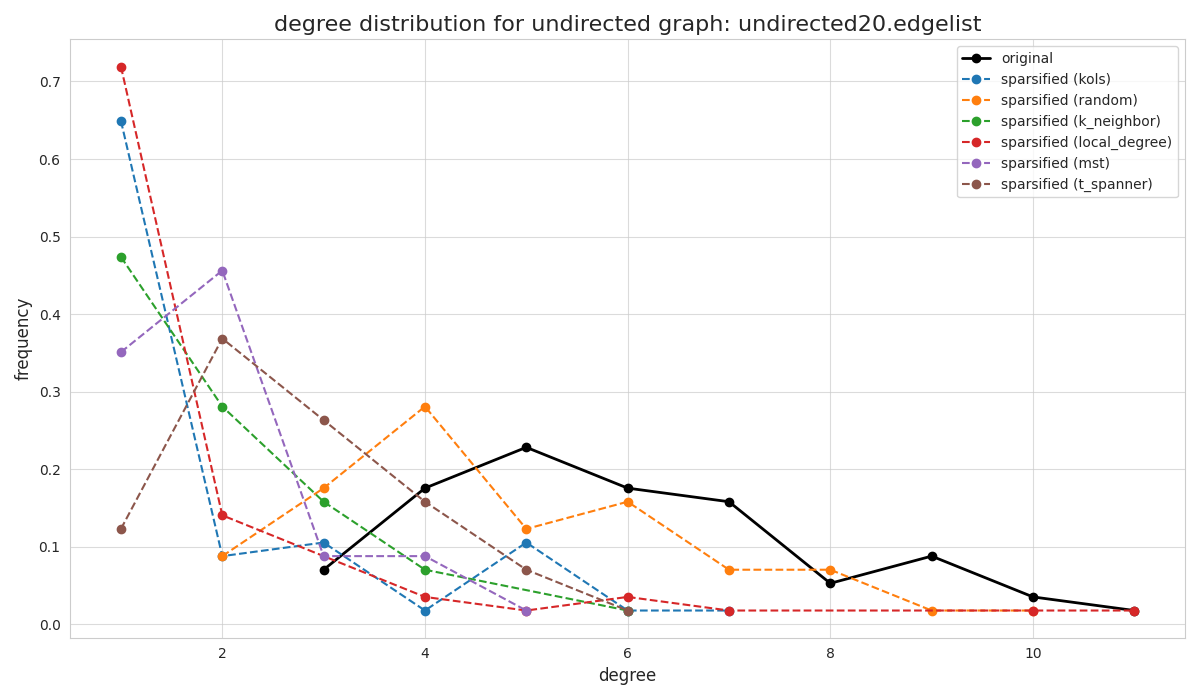 degree distribution for undirected graph: undirected20.edgelist
original
sparsified (kols)
sparsified (random)
sparsified (k_neighbor)
sparsified (local_degree)
sparsified (mst)
sparsified (t_spanner)
frequency
0.7
0.6
0.5
0.4
0.3
0.2
0.1
0.0
2 4 6 8 10
degree